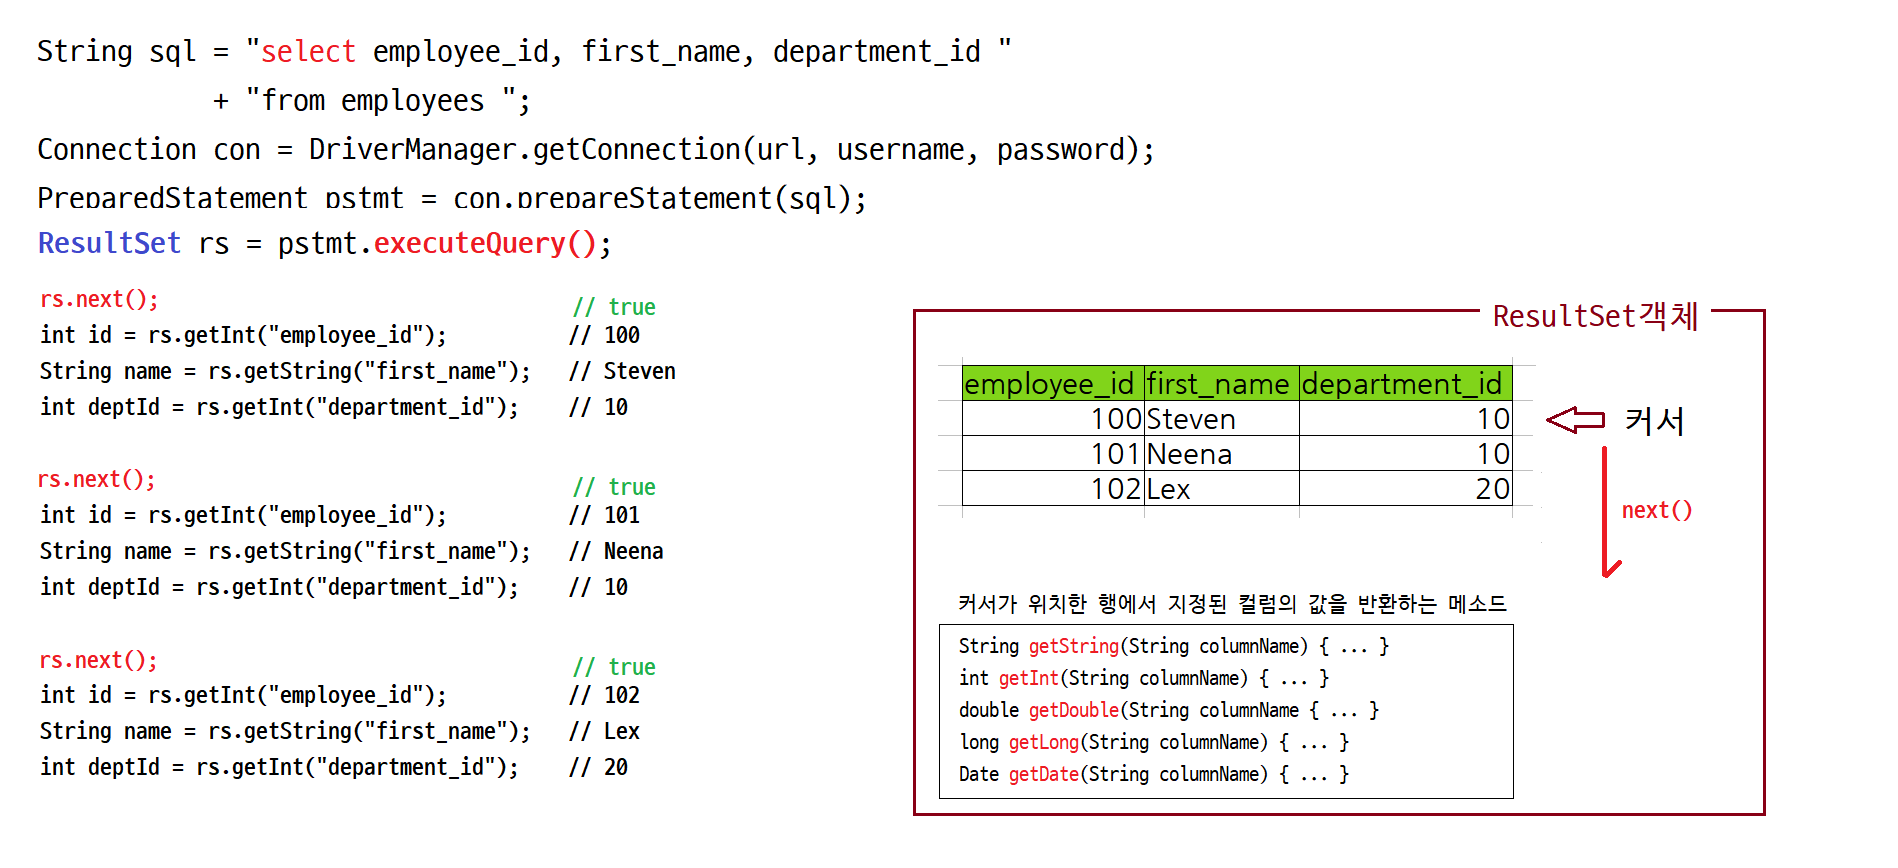 String sql = "select employee_id, first_name, department_id "
+ "from employees ";
Connection con = DriverManager.getConnection(url, username, password);
PreparedStatement pstmt = con.prepareStatement(sql);
ResultSet rs = pstmt.executeQuery();
rs.next(); // true
int id = rs.getInt("employee_id"); // 100
String name = rs.getString("first_name"); // Steven
int deptId = rs.getInt("department_id"); // 10
rs.next(); // true
int id = rs.getInt("employee_id"); // 101
String name = rs.getString("first_name"); // Neena
int deptId = rs.getInt("department_id"); // 10
rs.next(); // true
int id = rs.getInt("employee_id"); // 102
String name = rs.getString("first_name"); // Lex
int deptId = rs.getInt("department_id"); // 20
ResultSet객체
employee_id first_name department_id
100 Steven 10
101 Neena 10
102 Lex 20
커서
next()
커서가 위치한 행에서 지정된 컬럼의 값을 반환하는 메소드
String getString(String columnName) { ... }
int getInt(String columnName) { ... }
double getDouble(String columnName { ... }
long getLong(String columnName) { ... }
Date getDate(String columnName) { ... }